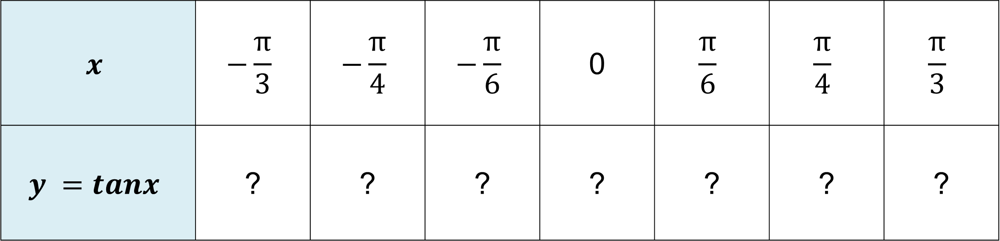 x −π/3 −π/4 −π/6 0 π/6 π/4 π/3
y = tanx ? ? ? ? ? ? ?